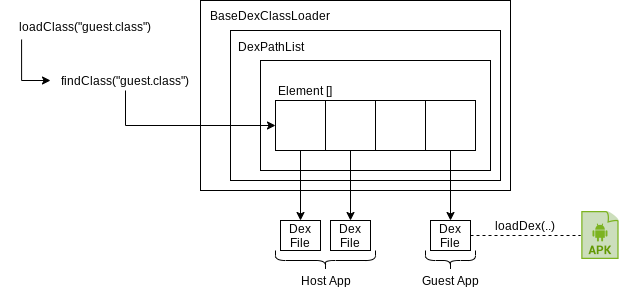 BaseDexClassLoader
loadClass("guest.class")
DexPathList
findClass("guest.class")
Element []
Dex
File
Dex
File
Dex
File
loadDex(..)
APK
Host App
Guest App